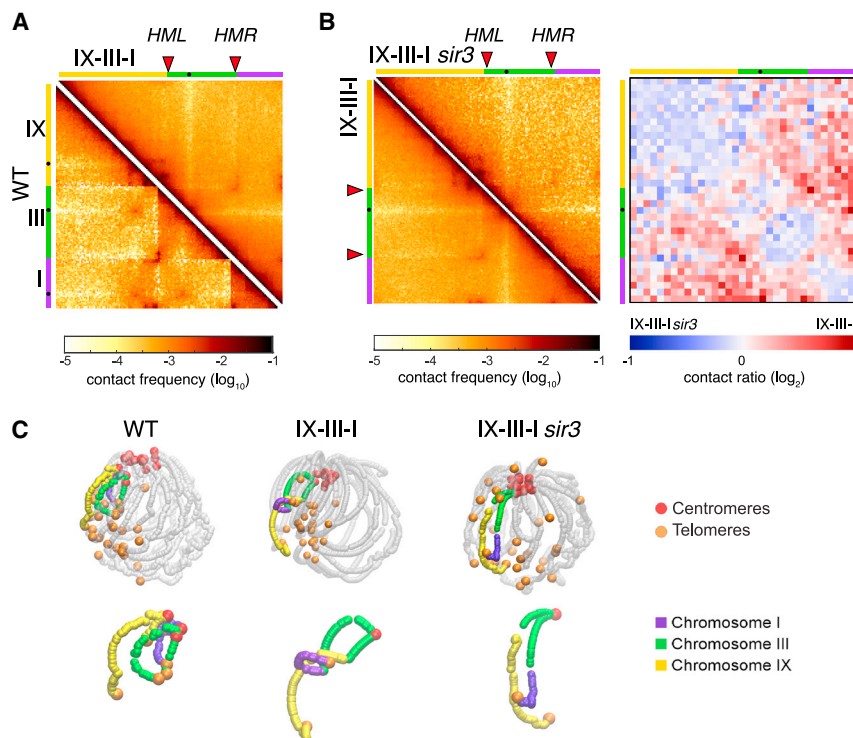 A
B
HML
HMR
HML
HMR
IX-III-I
IX-III-I sir3
WT
IX
III
I
IX-III-I
-5
-4
-3
-2
-1
contact frequency (log10)
-5
-4
-3
-2
-1
contact frequency (log10)
IX-III-I sir3
IX-III-
-1
0
contact ratio (log2)
C
WT
IX-III-I
IX-III-I sir3
Centromeres
Telomeres
Chromosome I
Chromosome III
Chromosome IX